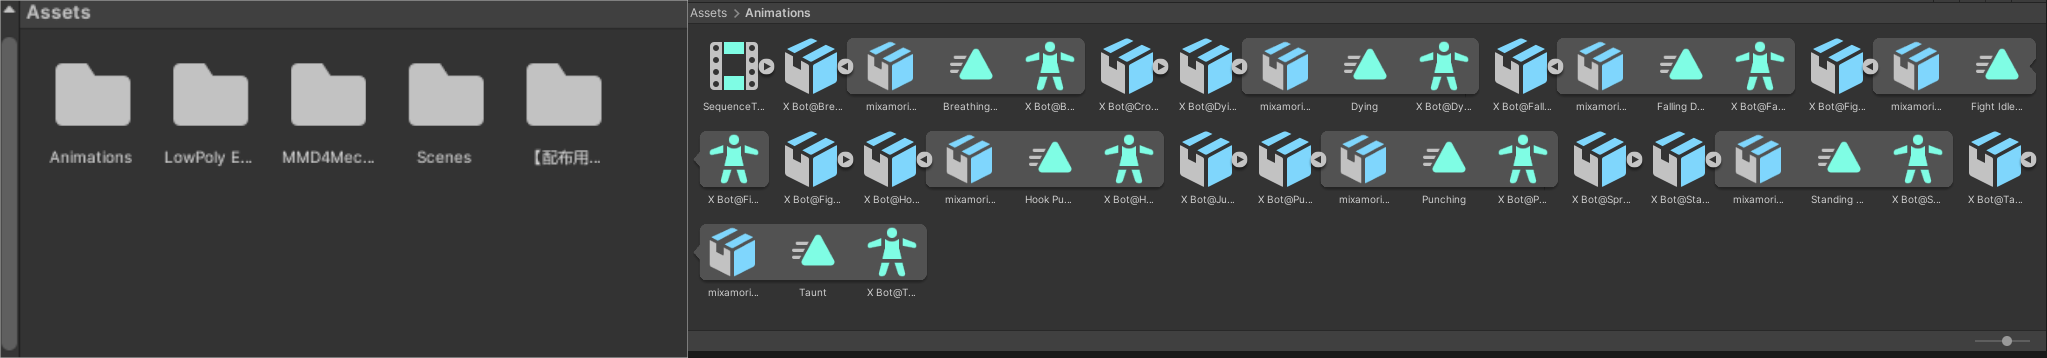 Assets
Animations LowPoly E... MMD4Mec... Scenes 【配布用...
Assets > Animations
SequenceT... X Bot@Bre... mixamori... Breathing... X Bot@B... X Bot@Cro... X Bot@Dyi... mixamori... Dying X Bot@Dy... X Bot@Fall... mixamori... Falling D... X Bot@Fa... X Bot@Fig... mixamori... Fight Idle...
X Bot@Fi... X Bot@Fig... X Bot@Ho... mixamori... Hook Pu... X Bot@H... X Bot@Ju... X Bot@Pu... mixamori... Punching X Bot@P... X Bot@Spr... X Bot@Sta... mixamori... Standing ... X Bot@S... X Bot@Ta...
mixamori... Taunt X Bot@T...